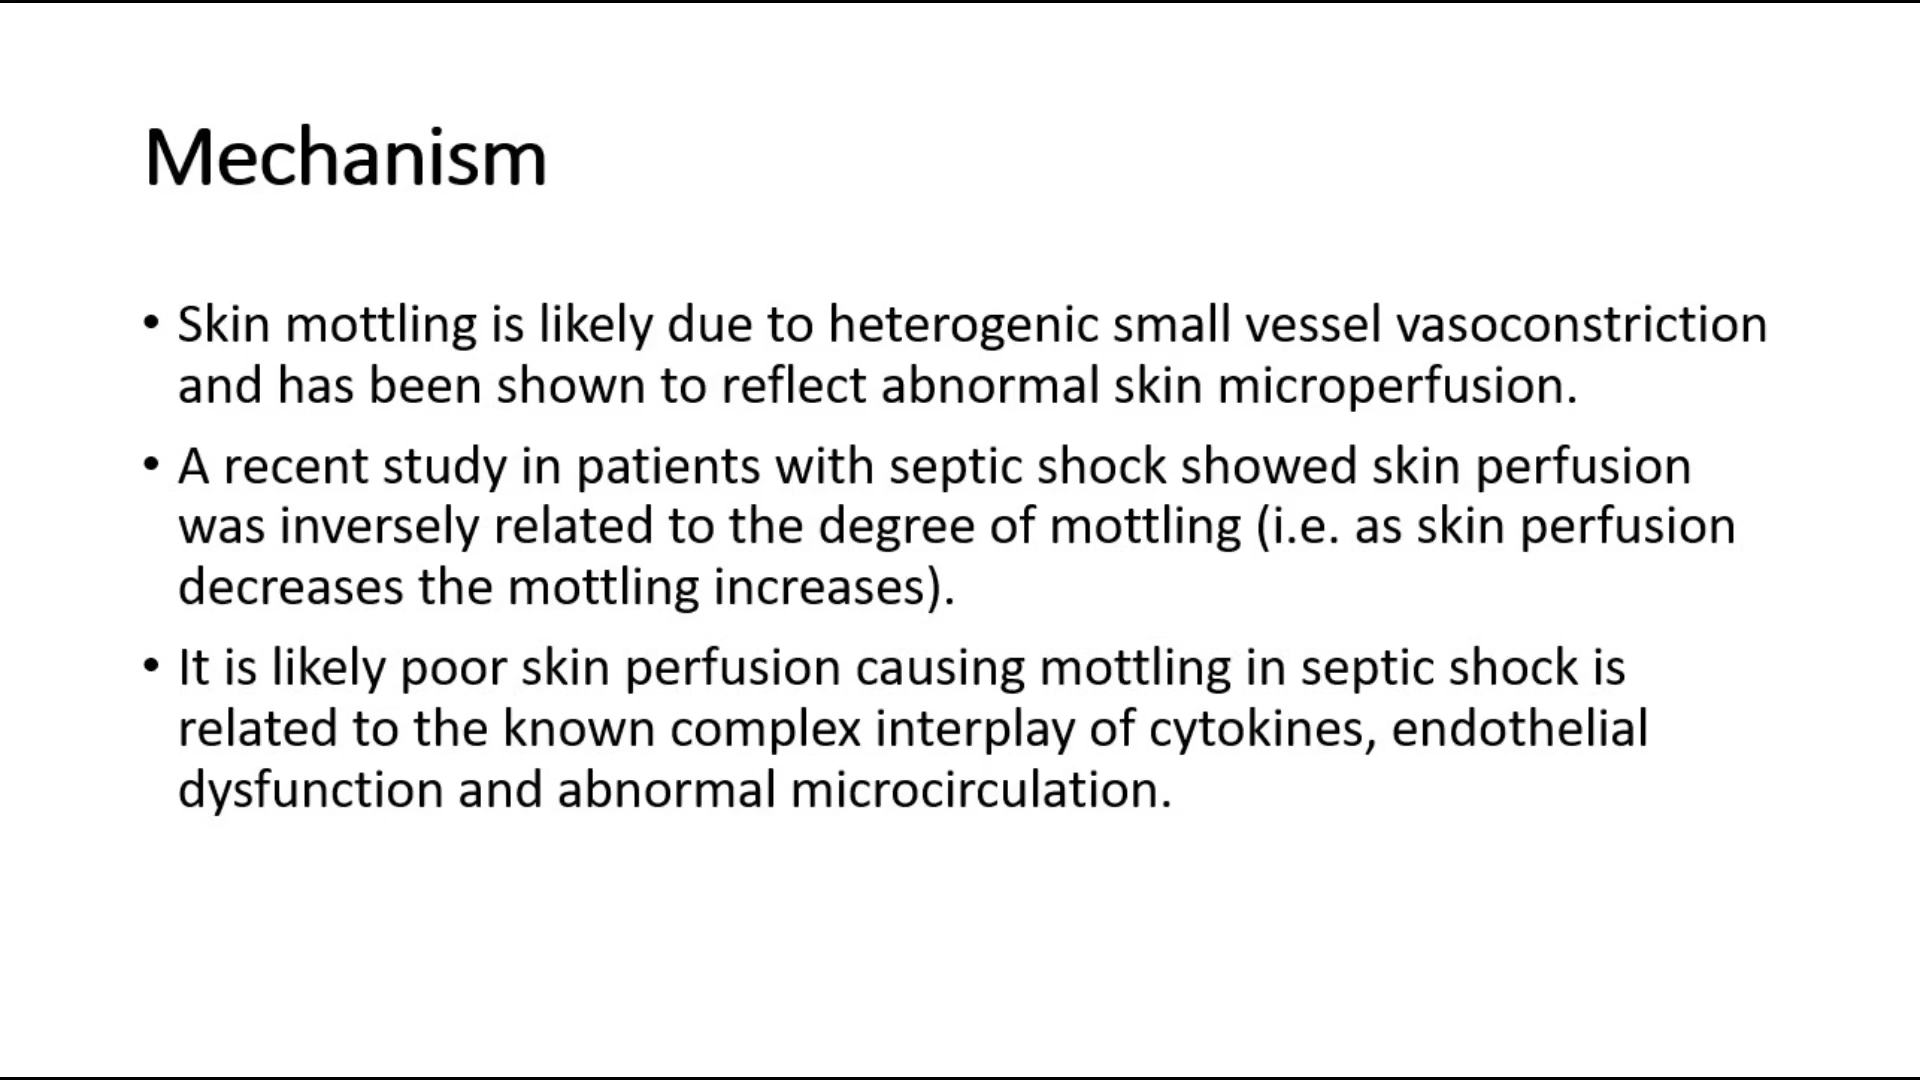 Mechanism
• Skin mottling is likely due to heterogenic small vessel vasoconstriction
and has been shown to reflect abnormal skin microperfusion.
• A recent study in patients with septic shock showed skin perfusion
was inversely related to the degree of mottling (i.e. as skin perfusion
decreases the mottling increases).
• It is likely poor skin perfusion causing mottling in septic shock is
related to the known complex interplay of cytokines, endothelial
dysfunction and abnormal microcirculation.